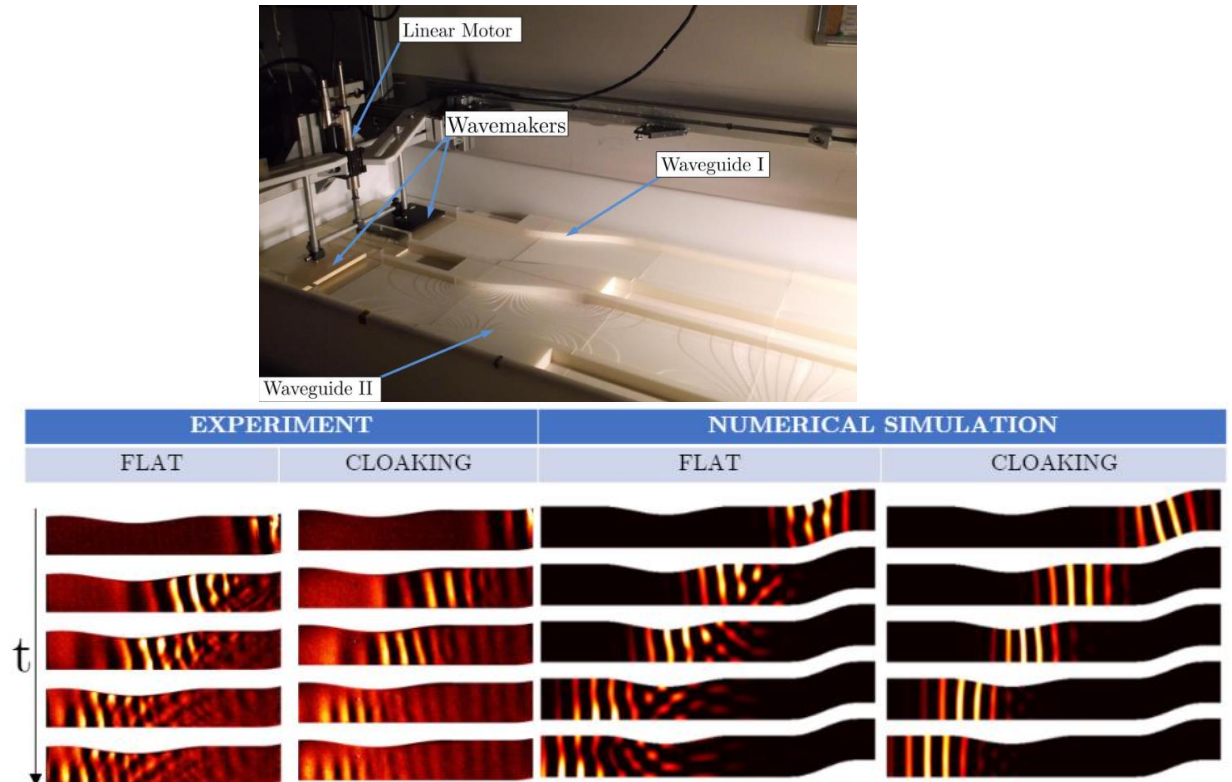 Linear Motor
Wavemakers
Waveguide I
Waveguide II
EXPERIMENT NUMERICAL SIMULATION
FLAT CLOAKING FLAT CLOAKING
t